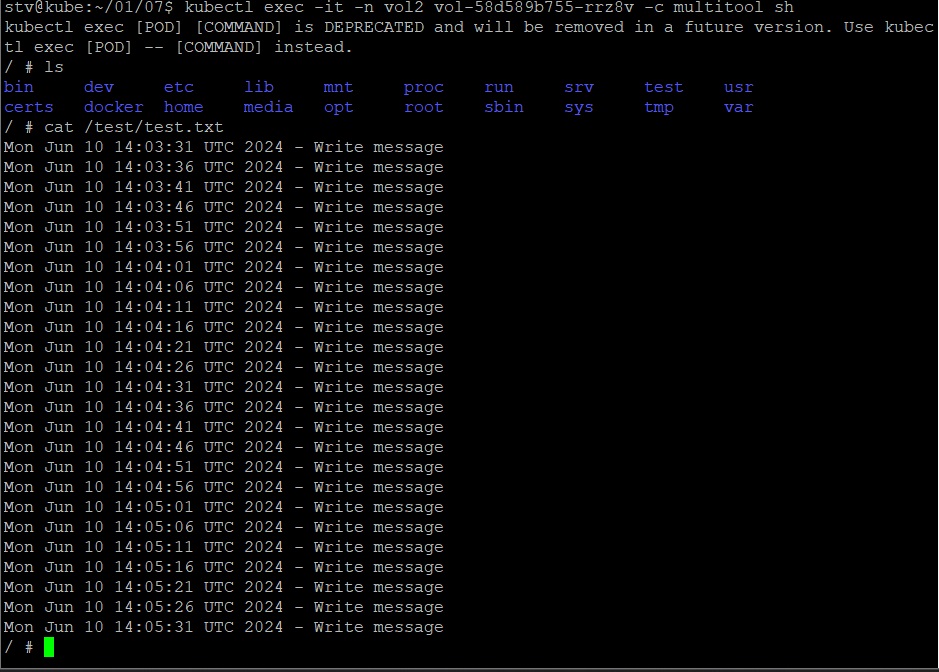 stv@kube:~/01/07$ kubectl exec -it -n vol2 vol-58d589b755-rrz8v -c multitool sh
kubectl exec [POD] [COMMAND] is DEPRECATED and will be removed in a future version. Use kubec
tl exec [POD] -- [COMMAND] instead.
/ # ls
bin     dev     etc     lib     mnt     proc    run     srv     test    usr
certs   docker  home    media   opt     root    sbin    sys     tmp     var
/ # cat /test/test.txt
Mon Jun 10 14:03:31 UTC 2024 - Write message
Mon Jun 10 14:03:36 UTC 2024 - Write message
Mon Jun 10 14:03:41 UTC 2024 - Write message
Mon Jun 10 14:03:46 UTC 2024 - Write message
Mon Jun 10 14:03:51 UTC 2024 - Write message
Mon Jun 10 14:03:56 UTC 2024 - Write message
Mon Jun 10 14:04:01 UTC 2024 - Write message
Mon Jun 10 14:04:06 UTC 2024 - Write message
Mon Jun 10 14:04:11 UTC 2024 - Write message
Mon Jun 10 14:04:16 UTC 2024 - Write message
Mon Jun 10 14:04:21 UTC 2024 - Write message
Mon Jun 10 14:04:26 UTC 2024 - Write message
Mon Jun 10 14:04:31 UTC 2024 - Write message
Mon Jun 10 14:04:36 UTC 2024 - Write message
Mon Jun 10 14:04:41 UTC 2024 - Write message
Mon Jun 10 14:04:46 UTC 2024 - Write message
Mon Jun 10 14:04:51 UTC 2024 - Write message
Mon Jun 10 14:04:56 UTC 2024 - Write message
Mon Jun 10 14:05:01 UTC 2024 - Write message
Mon Jun 10 14:05:06 UTC 2024 - Write message
Mon Jun 10 14:05:11 UTC 2024 - Write message
Mon Jun 10 14:05:16 UTC 2024 - Write message
Mon Jun 10 14:05:21 UTC 2024 - Write message
Mon Jun 10 14:05:26 UTC 2024 - Write message
Mon Jun 10 14:05:31 UTC 2024 - Write message
/ #